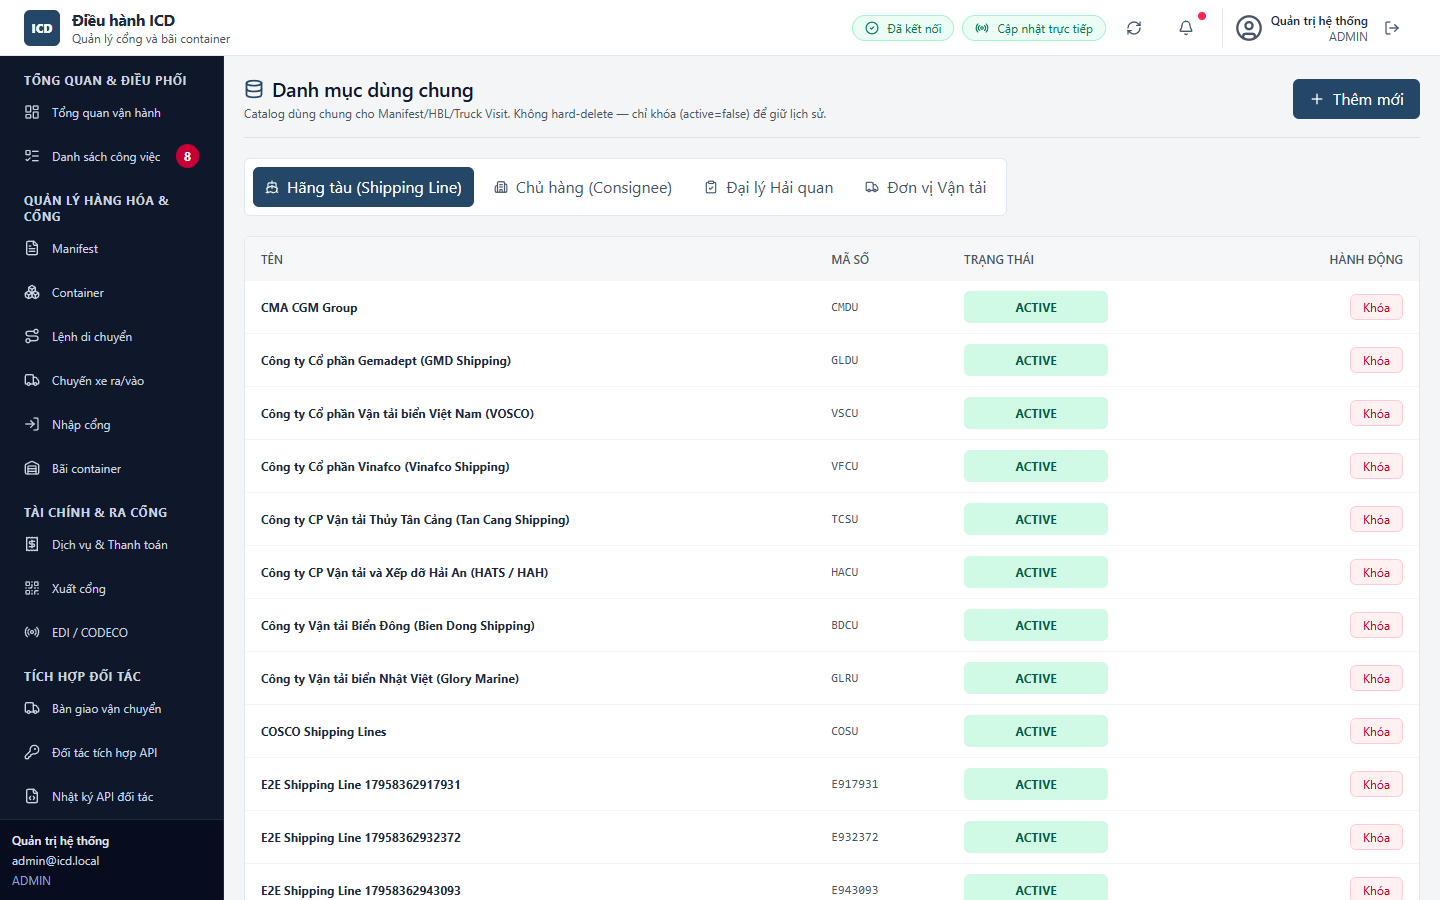 ICD
Điều hành ICD
Quản lý cổng và bãi container
Đã kết nối
Cập nhật trực tiếp
Quản trị hệ thống
ADMIN
TỔNG QUAN & ĐIỀU PHỐI
Tổng quan vận hành
Danh sách công việc
8
QUẢN LÝ HÀNG HÓA &
CỔNG
Manifest
Container
Lệnh di chuyển
Chuyến xe ra/vào
Nhập cổng
Bãi container
TÀI CHÍNH & RA CỔNG
Dịch vụ & Thanh toán
Xuất cổng
EDI / CODECO
TÍCH HỢP ĐỐI TÁC
Bàn giao vận chuyển
Đối tác tích hợp API
Nhật ký API đối tác
Quản trị hệ thống
admin@icd.local
ADMIN
Danh mục dùng chung
Catalog dùng chung cho Manifest/HBL/Truck Visit. Không hard-delete — chỉ khóa (active=false) để giữ lịch sử.
Thêm mới
Hãng tàu (Shipping Line)
Chủ hàng (Consignee)
Đại lý Hải quan
Đơn vị Vận tải
TÊN MÃ SỐ TRẠNG THÁI HÀNH ĐỘNG
CMA CGM Group CMDU ACTIVE Khóa
Công ty Cổ phần Gemadept (GMD Shipping) GLDU ACTIVE Khóa
Công ty Cổ phần Vận tải biển Việt Nam (VOSCO) VSCU ACTIVE Khóa
Công ty Cổ phần Vinafco (Vinafco Shipping) VFCU ACTIVE Khóa
Công ty CP Vận tải Thủy Tân Cảng (Tan Cang Shipping) TCSU ACTIVE Khóa
Công ty CP Vận tải và Xếp dỡ Hải An (HATS / HAH) HACU ACTIVE Khóa
Công ty Vận tải Biển Đông (Bien Dong Shipping) BDCU ACTIVE Khóa
Công ty Vận tải biển Nhật Việt (Glory Marine) GLRU ACTIVE Khóa
COSCO Shipping Lines COSU ACTIVE Khóa
E2E Shipping Line 17958362917931 E917931 ACTIVE Khóa
E2E Shipping Line 17958362932372 E932372 ACTIVE Khóa
E2E Shipping Line 17958362943093 E943093 ACTIVE Khóa